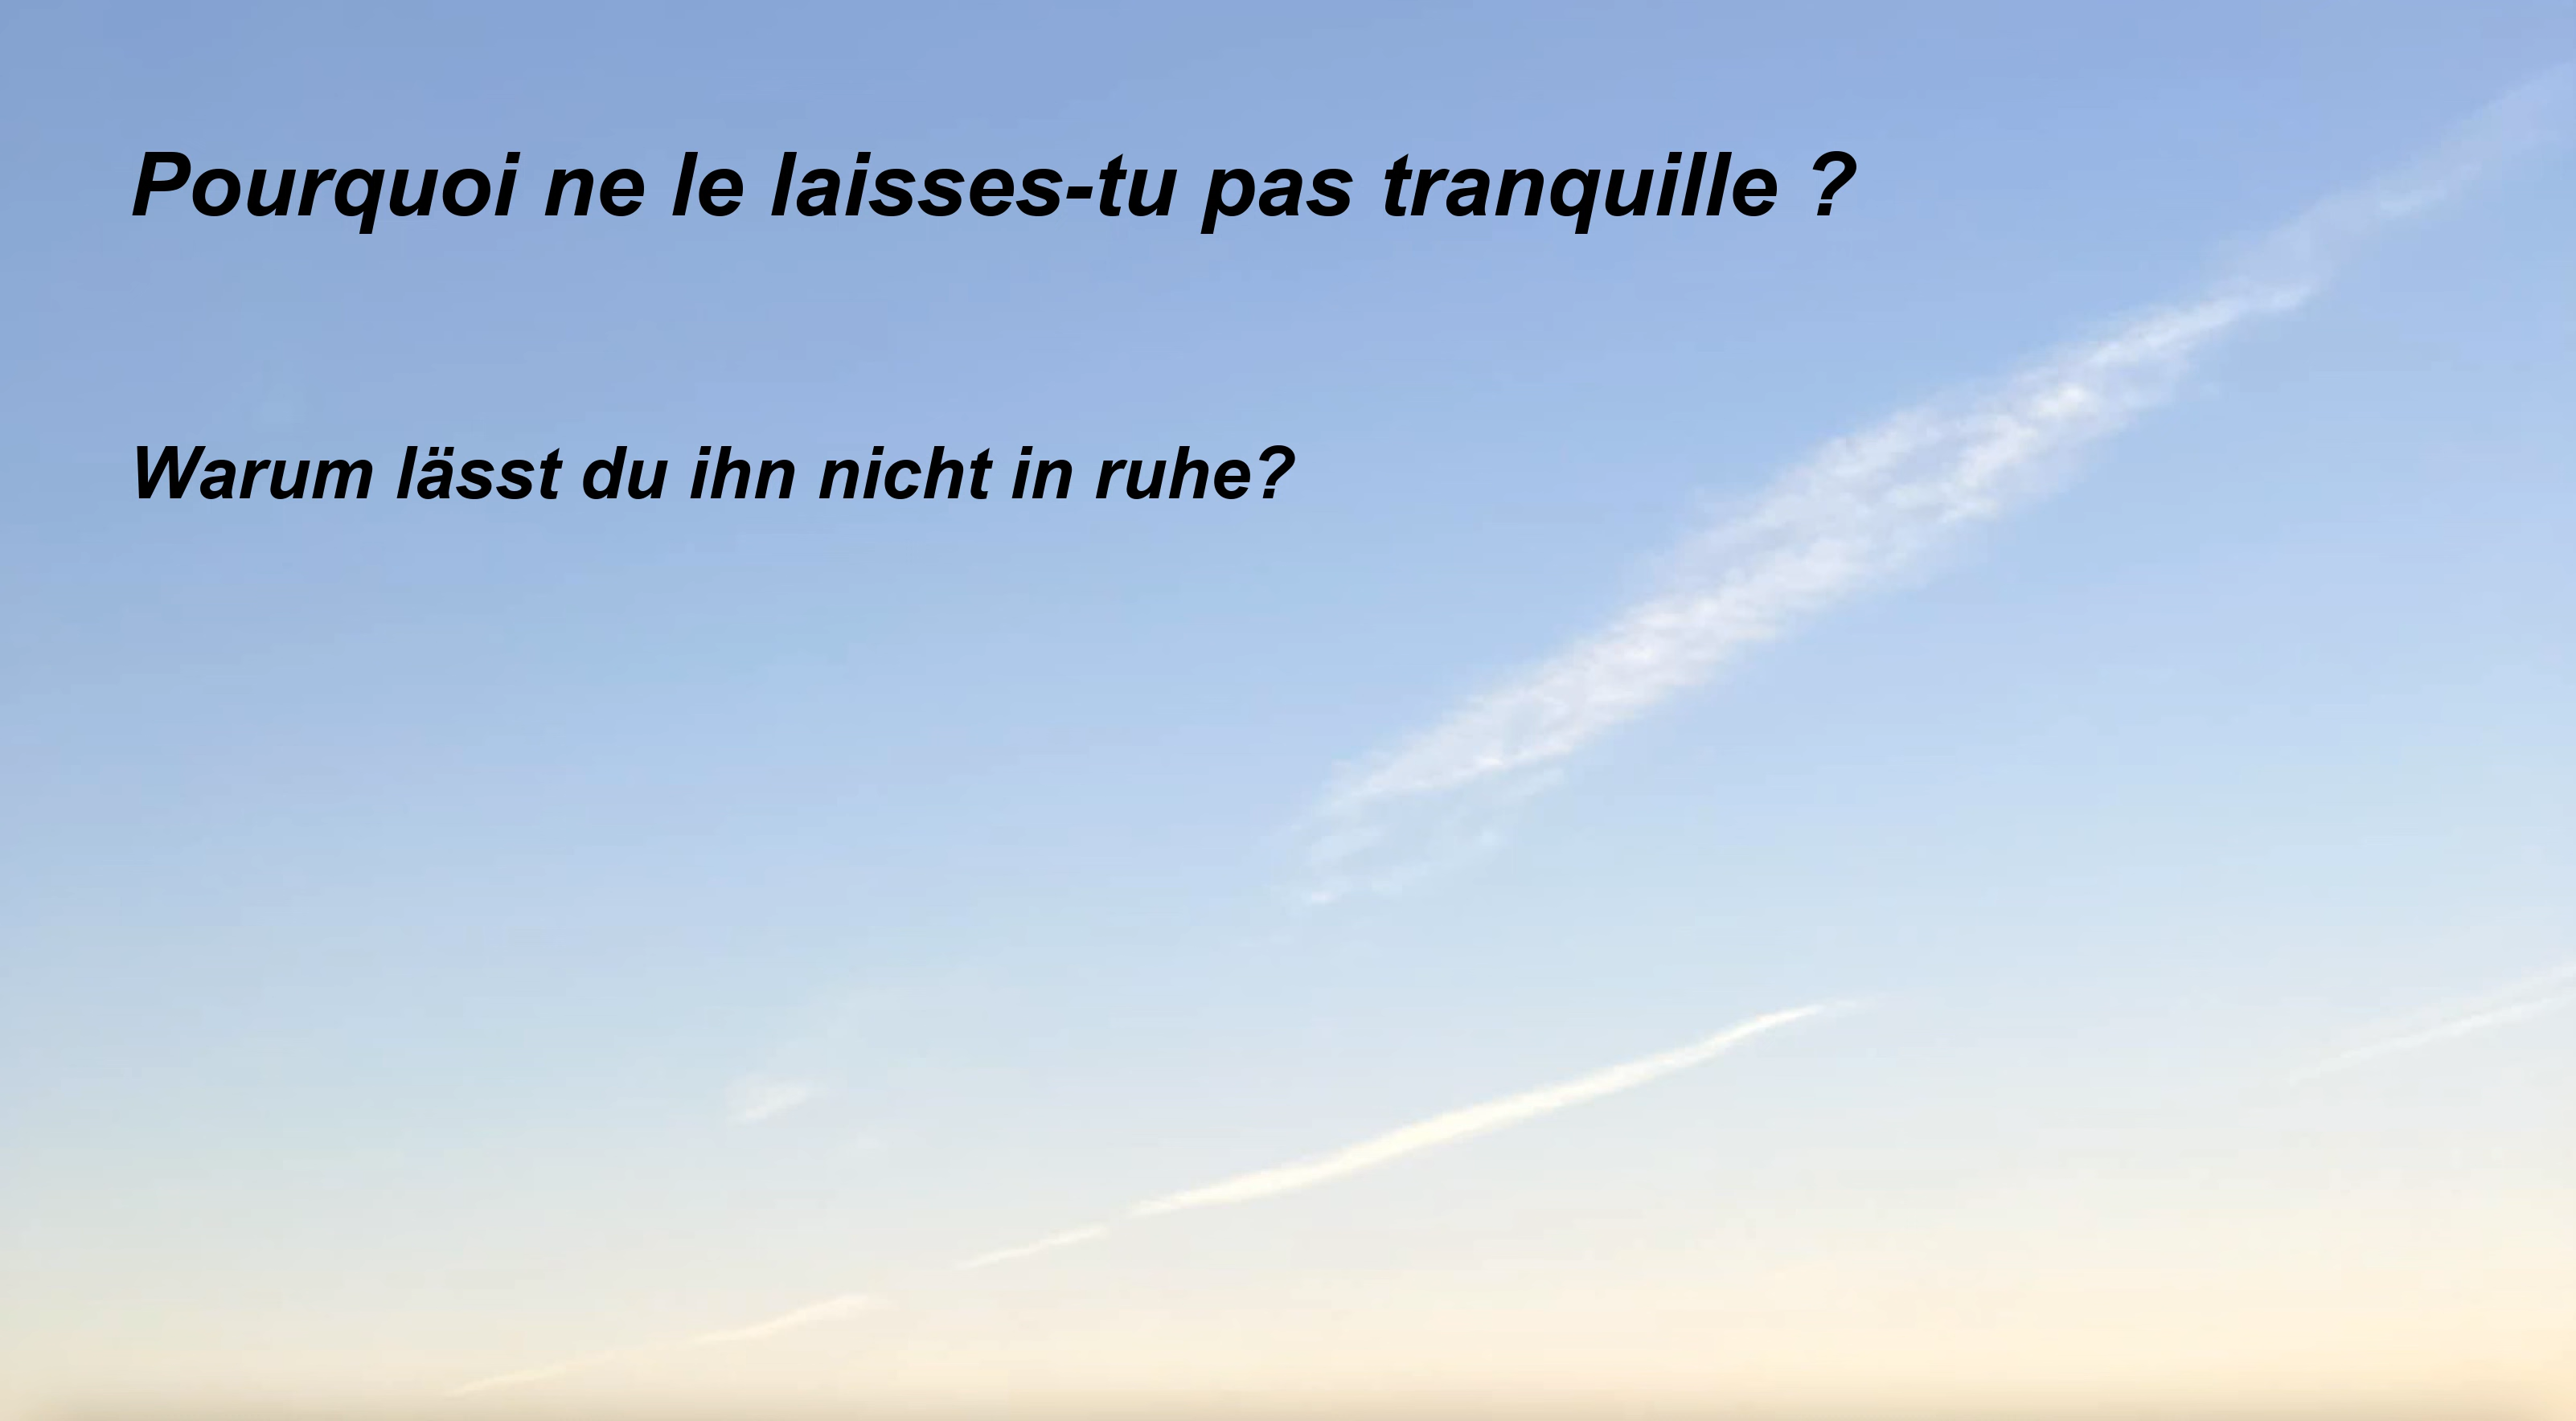 Pourquoi ne le laisses-tu pas tranquille ?
Warum lässt du ihn nicht in ruhe?